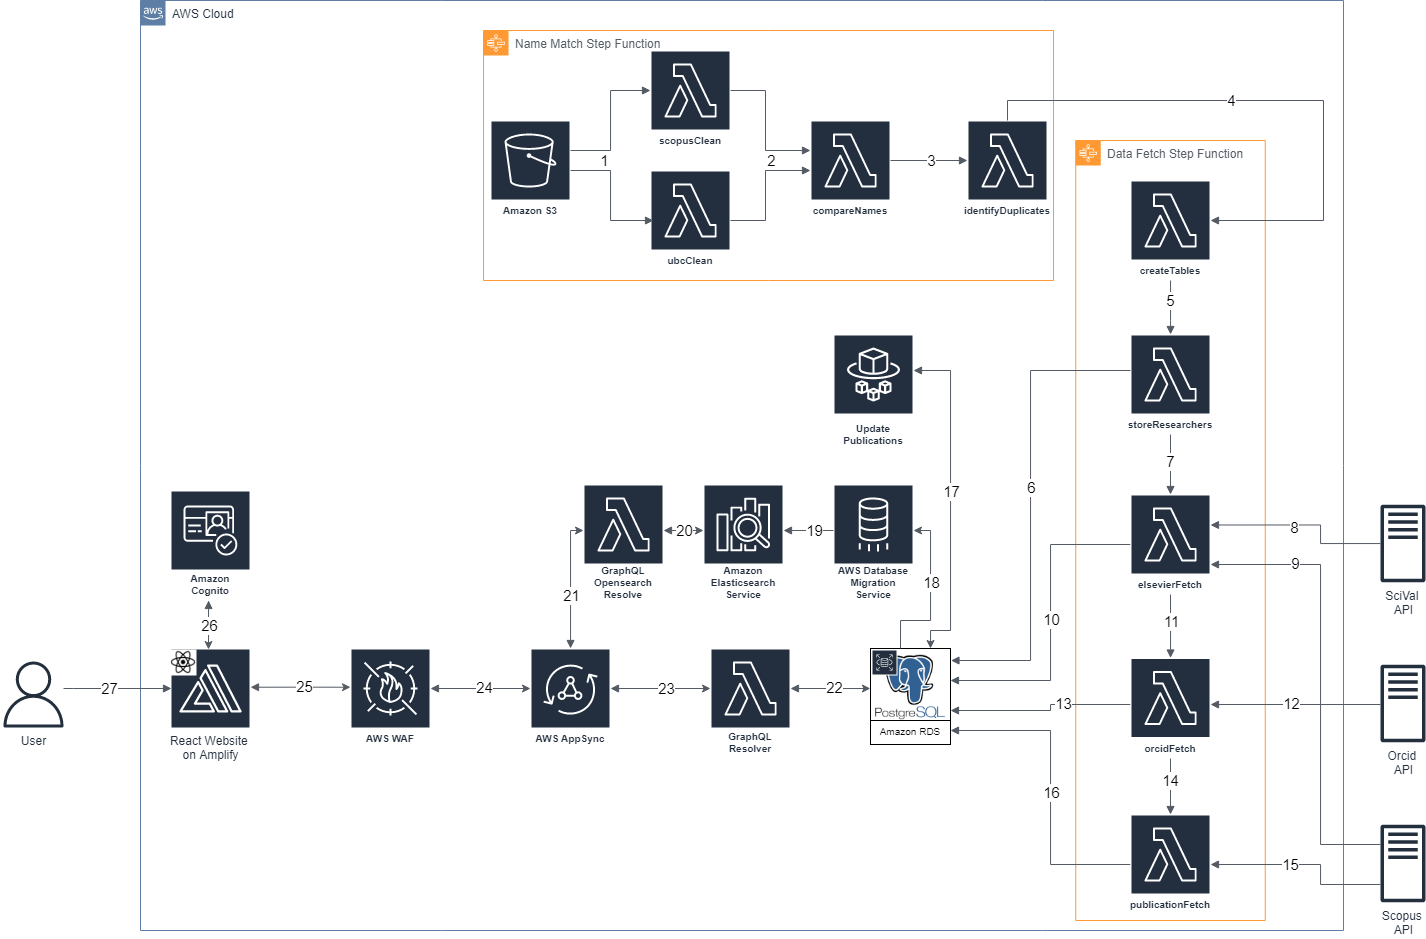 aws
AWS Cloud
Name Match Step Function
4
scopusClean
1
2
3
Amazon S3
compareNames
identifyDuplicates
ubcClean
Data Fetch Step Function
createTables
5
storeResearchers
Update
Publications
7
6
17
8
SciVal
API
9
elsevierFetch
20
19
GraphQL
Opensearch
Resolve
Amazon
Elasticsearch
Service
AWS Database
Migration
Service
18
21
10
11
Amazon
Cognito
26
27
User
React Website
on Amplify
25
AWS WAF
24
AWS AppSync
23
GraphQL
Resolver
22
PostgreSQL
Amazon RDS
13
orcidFetch
12
Orcid
API
14
16
15
publicationFetch
Scopus
API